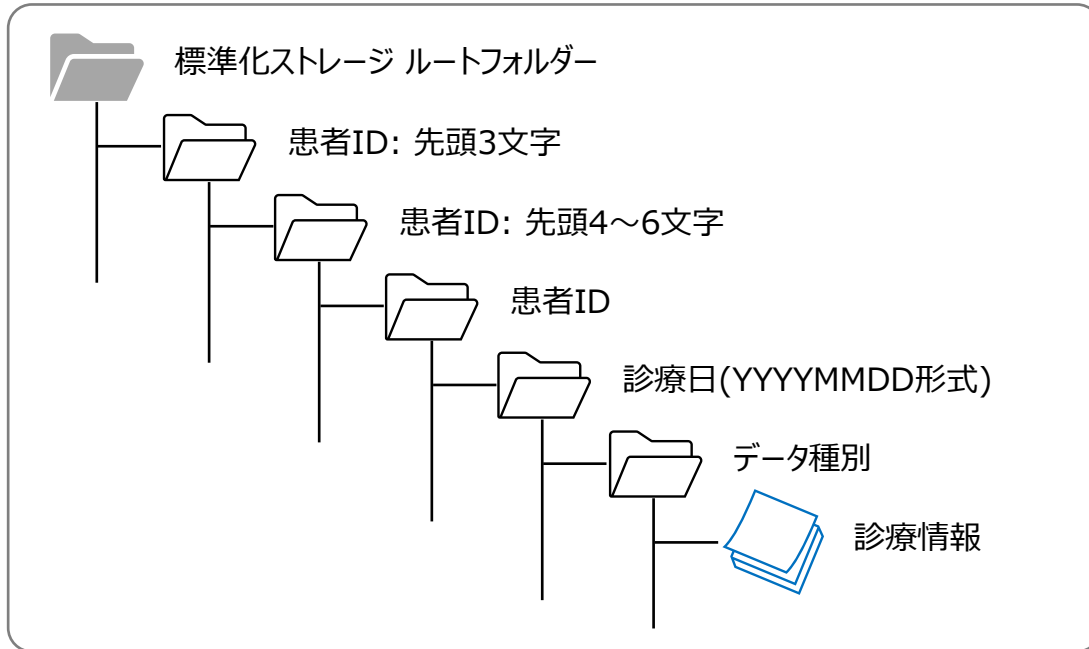 標準化ストレージ ルートフォルダー
患者ID: 先頭3文字
患者ID: 先頭4～6文字
患者ID
診療日(YYYYMMDD形式)
データ種別
診療情報